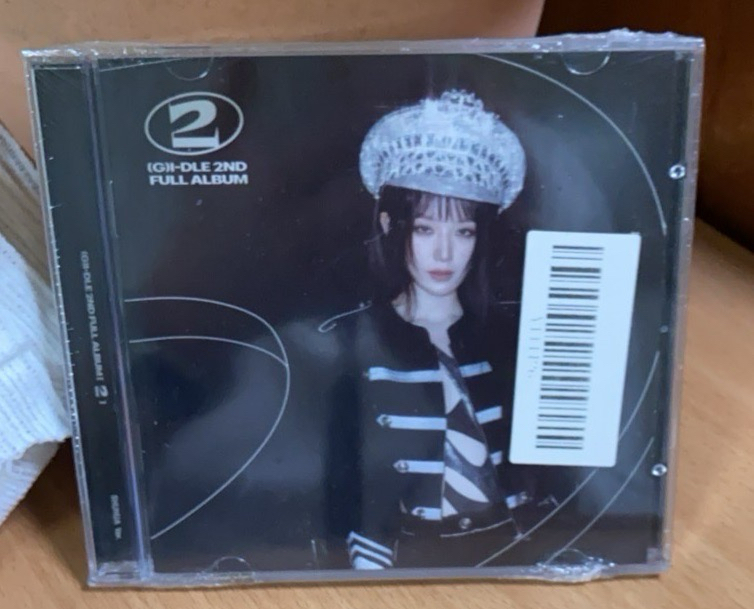 2
(G)I-DLE 2ND
FULL ALBUM
(G)I-DLE 2ND FULL ALBUM [ 2 ]